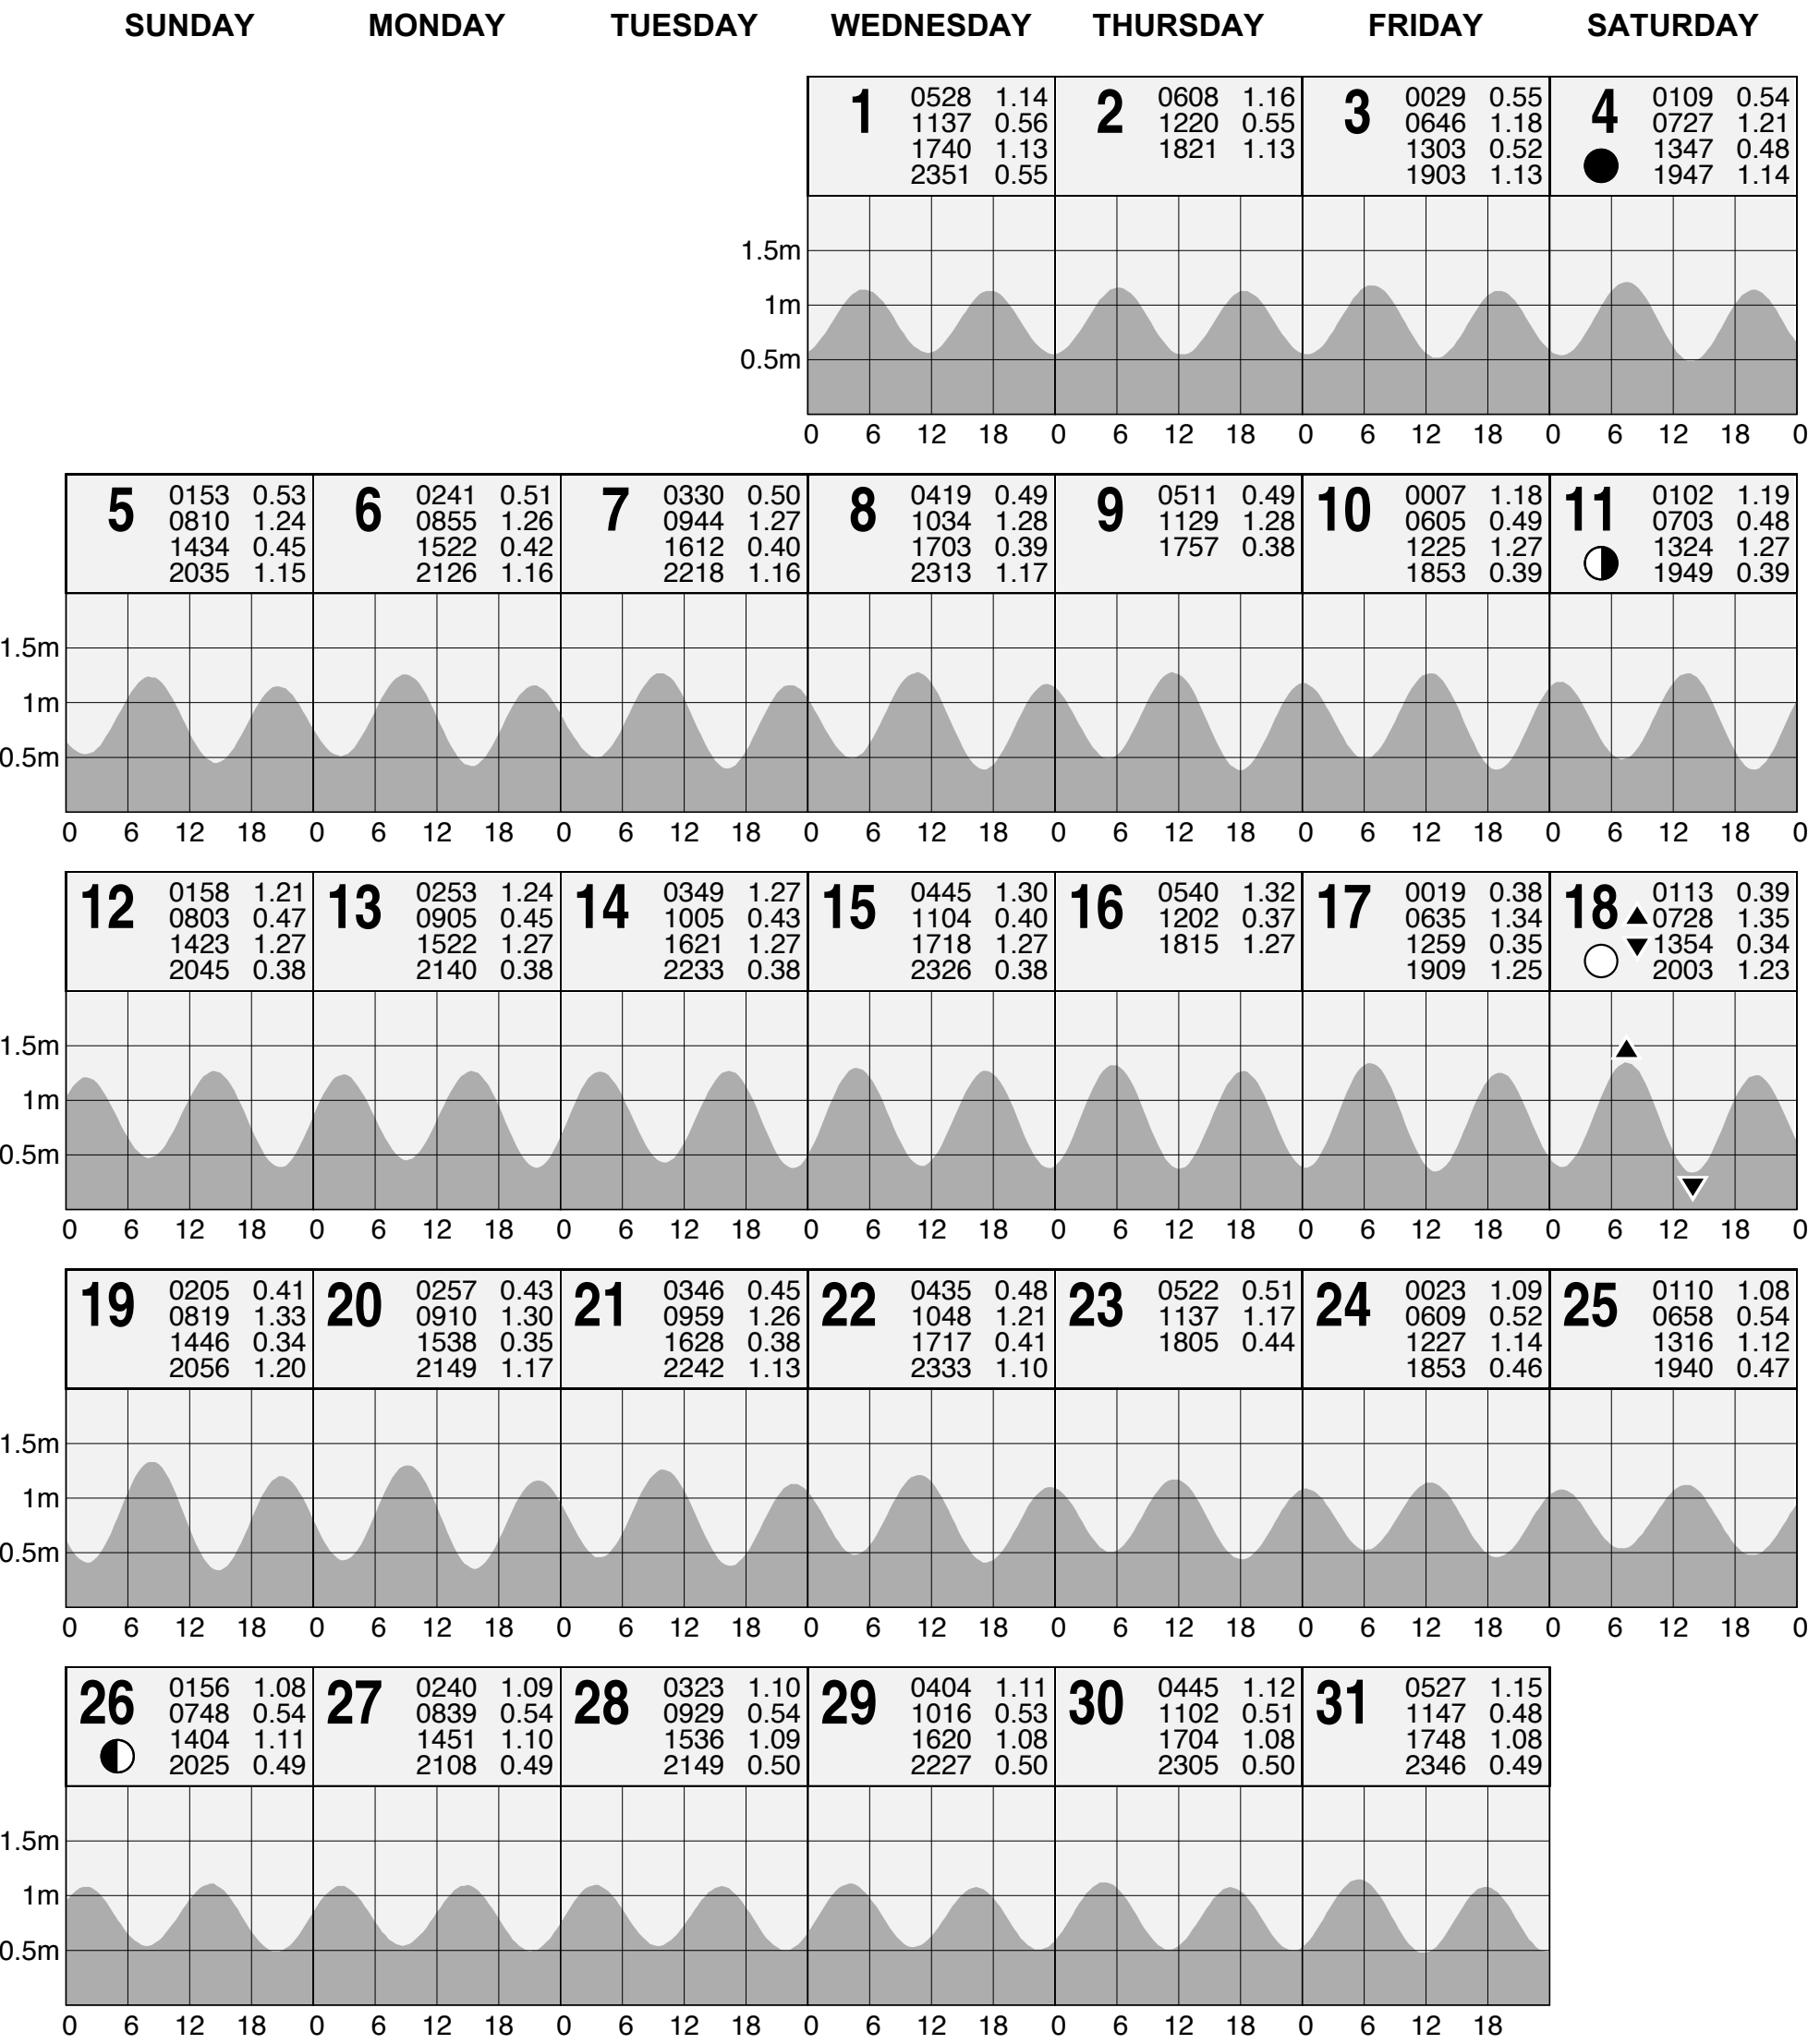 SUNDAY MONDAY TUESDAY WEDNESDAY THURSDAY FRIDAY SATURDAY
1 0528 1.14
1137 0.56
1740 1.13
2351 0.55
2 0608 1.16
1220 0.55
1821 1.13
3 0029 0.55
0646 1.18
1303 0.52
1903 1.13
4 0109 0.54
0727 1.21
1347 0.48
1947 1.14
1.5m
1m
0.5m
0 6 12 18 0 6 12 18 0 6 12 18 0 6 12 18 0
5 0153 0.53
0810 1.24
1434 0.45
2035 1.15
6 0241 0.51
0855 1.26
1522 0.42
2126 1.16
7 0330 0.50
0944 1.27
1612 0.40
2218 1.16
8 0419 0.49
1034 1.28
1703 0.39
2313 1.17
9 0511 0.49
1129 1.28
1757 0.38
10 0007 1.18
0605 0.49
1225 1.27
1853 0.39
11 0102 1.19
0703 0.48
1324 1.27
1949 0.39
1.5m
1m
0.5m
0 6 12 18 0 6 12 18 0 6 12 18 0 6 12 18 0 6 12 18 0 6 12 18 0 6 12 18 0
12 0158 1.21
0803 0.47
1423 1.27
2045 0.38
13 0253 1.24
0905 0.45
1522 1.27
2140 0.38
14 0349 1.27
1005 0.43
1621 1.27
2233 0.38
15 0445 1.30
1104 0.40
1718 1.27
2326 0.38
16 0540 1.32
1202 0.37
1815 1.27
17 0019 0.38
0635 1.34
1259 0.35
1909 1.25
18 0113 0.39
0728 1.35
1354 0.34
2003 1.23
1.5m
1m
0.5m
0 6 12 18 0 6 12 18 0 6 12 18 0 6 12 18 0 6 12 18 0 6 12 18 0 6 12 18 0
19 0205 0.41
0819 1.33
1446 0.34
2056 1.20
20 0257 0.43
0910 1.30
1538 0.35
2149 1.17
21 0346 0.45
0959 1.26
1628 0.38
2242 1.13
22 0435 0.48
1048 1.21
1717 0.41
2333 1.10
23 0522 0.51
1137 1.17
1805 0.44
24 0023 1.09
0609 0.52
1227 1.14
1853 0.46
25 0110 1.08
0658 0.54
1316 1.12
1940 0.47
1.5m
1m
0.5m
0 6 12 18 0 6 12 18 0 6 12 18 0 6 12 18 0 6 12 18 0 6 12 18 0 6 12 18 0
26 0156 1.08
0748 0.54
1404 1.11
2025 0.49
27 0240 1.09
0839 0.54
1451 1.10
2108 0.49
28 0323 1.10
0929 0.54
1536 1.09
2149 0.50
29 0404 1.11
1016 0.53
1620 1.08
2227 0.50
30 0445 1.12
1102 0.51
1704 1.08
2305 0.50
31 0527 1.15
1147 0.48
1748 1.08
2346 0.49
1.5m
1m
0.5m
0 6 12 18 0 6 12 18 0 6 12 18 0 6 12 18 0 6 12 18 0 6 12 18